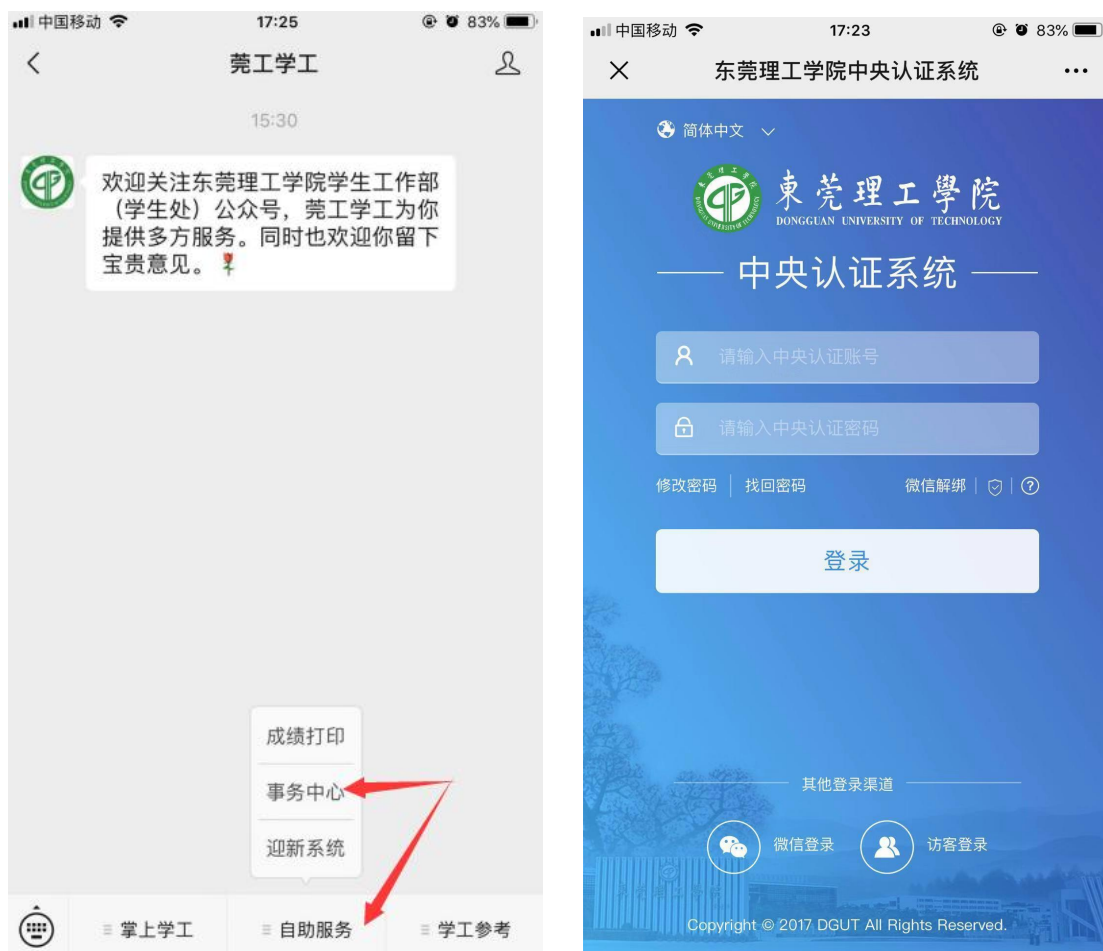 中国移动
17:25
83%
莞工学工
15:30
欢迎关注东莞理工学院学生工作部
（学生处）公众号，莞工学工为你
提供多方服务。同时也欢迎你留下
宝贵意见。
成绩打印
事务中心
迎新系统
掌上学工
自助服务
学工参考
中国移动
17:23
83%
东莞理工学院中央认证系统
简体中文
東莞理工學院
DONGGUAN UNIVERSITY OF TECHNOLOGY
中央认证系统
请输入中央认证账号
请输入中央认证密码
修改密码 | 找回密码
微信解绑
登录
其他登录渠道
微信登录
访客登录
Copyright © 2017 DGUT All Rights Reserved.